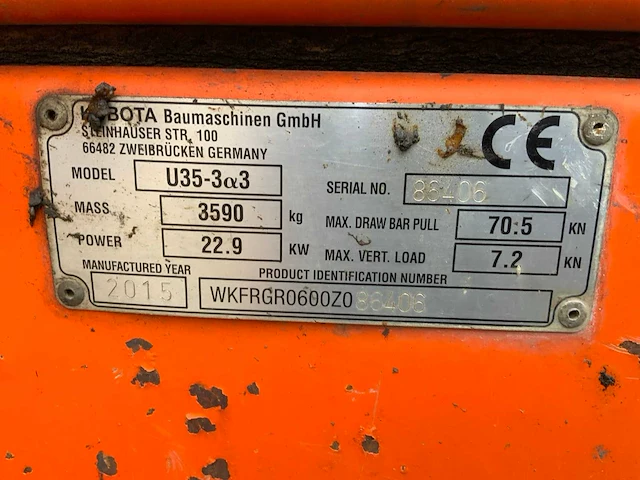 KUBOTA Baumaschinen GmbH
STEINHAUSER STR. 100
66482 ZWEIBRÜCKEN GERMANY
CE
MODEL U35-3α3
SERIAL NO. 86406
MASS 3590 kg
MAX. DRAW BAR PULL 70:5 KN
POWER 22.9 KW
MAX. VERT. LOAD 7.2 KN
MANUFACTURED YEAR
2015
PRODUCT IDENTIFICATION NUMBER
WKFRGR0600Z086406